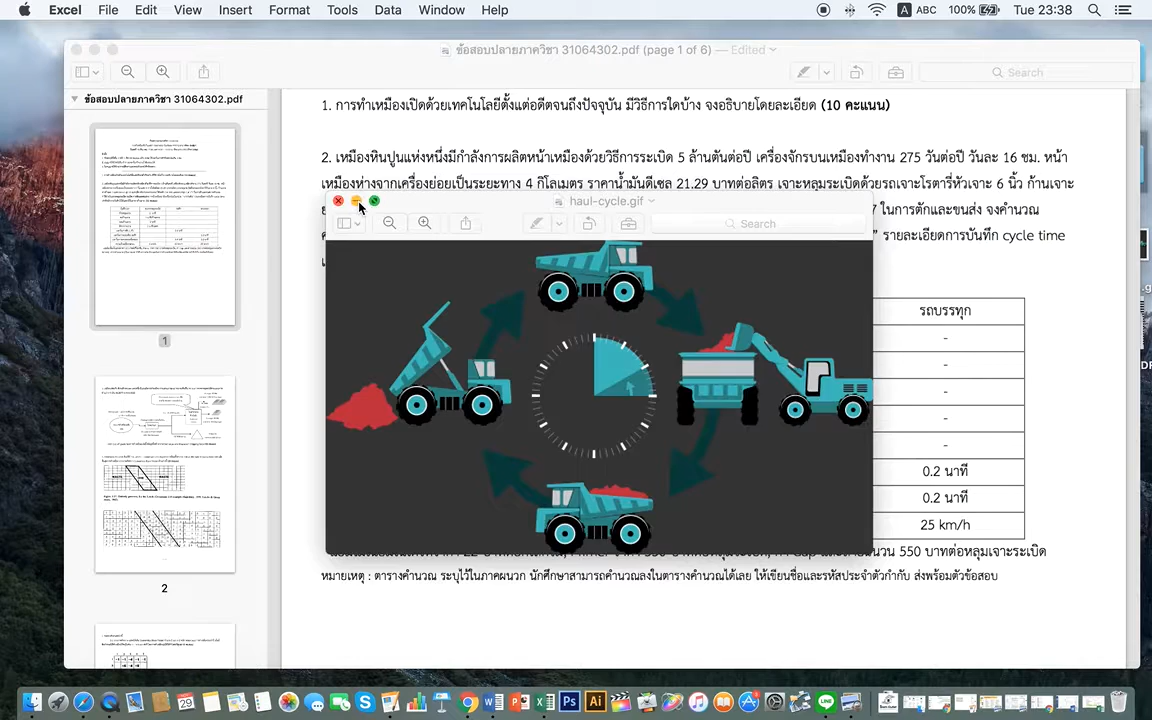 Excel File Edit View Insert Format Tools Data Window Help A ABC 100% Tue 23:38
ข้อสอบปลายภาควิชา 31064302.pdf (page 1 of 6) — Edited
Search
ข้อสอบปลายภาควิชา 31064302.pdf
1
2
1. การทำเหมืองเปิดด้วยเทคโนโลยีตั้งแต่อดีตจนถึงปัจจุบัน มีวิธีการใดบ้าง จงอธิบายโดยละเอียด (10 คะแนน)
2. เหมืองหินปูนแห่งหนึ่งมีกำลังการผลิตหน้าเหมืองด้วยวิธีการระเบิด 5 ล้านตันต่อปี เครื่องจักรบนเหมืองทำงาน 275 วันต่อปี วันละ 16 ชม. หน้า
เหมืองห่างจากเครื่องย่อยเป็นระยะทาง 4 กิโลเมตร ราคาน้ำมันดีเซล 21.29 บาทต่อลิตร เจาะหลุมระเบิดด้วยรถเจาะโรตารี่หัวเจาะ 6 นิ้ว ก้านเจาะ
haul-cycle.gif
7 ในการตักและขนส่ง จงคำนวณ
Search
" รายละเอียดการบันทึก cycle time
รถบรรทุก
-
-
-
-
-
0.2 นาที
0.2 นาที
25 km/h
นวน 550 บาทต่อหลุมเจาะระเบิด
หมายเหตุ : ตารางคำนวณ ระบุไว้ในภาคผนวก นักศึกษาสามารถคำนวณลงในตารางคำนวณได้เลย ให้เขียนชื่อและรหัสประจำตัวกำกับ ส่งพร้อมตัวข้อสอบ